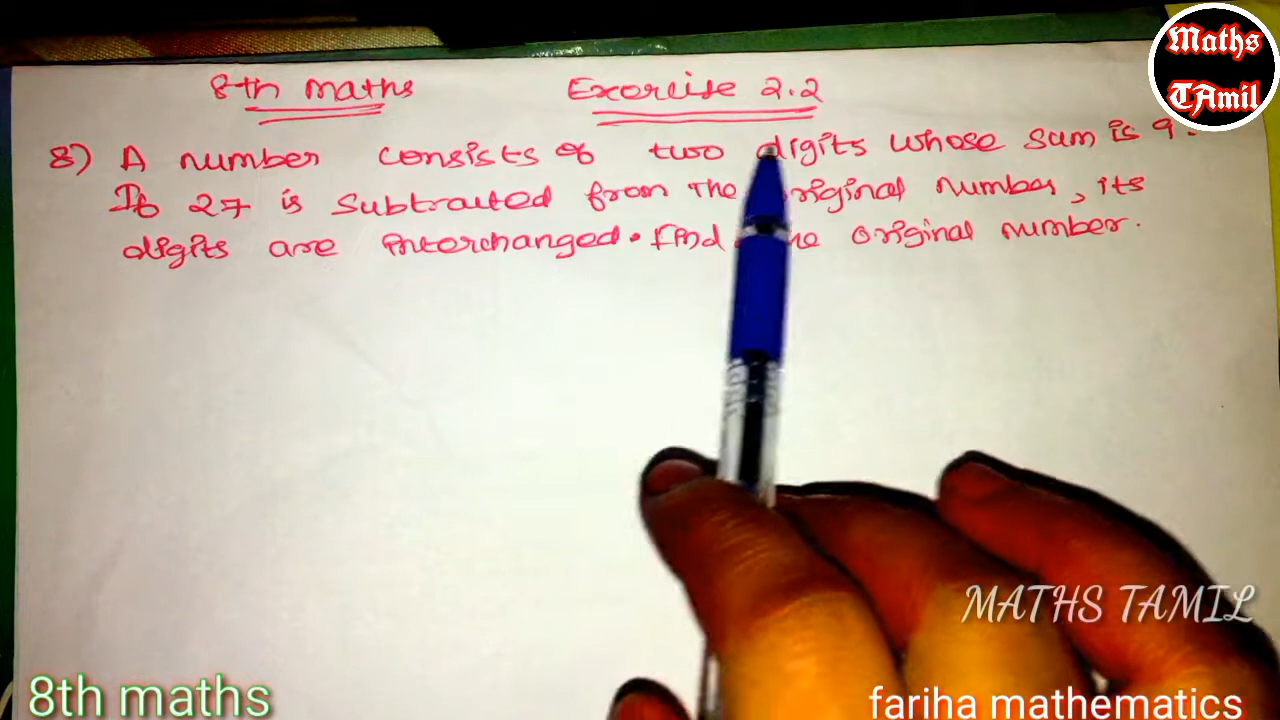 Maths
TAmil
8th maths Exercise 2.2
8) A number consists of two digits whose sum is 9.
If 27 is subtracted from the original number, its
digits are interchanged. find original number.
MATHS TAMIL
8th maths
fariha mathematics